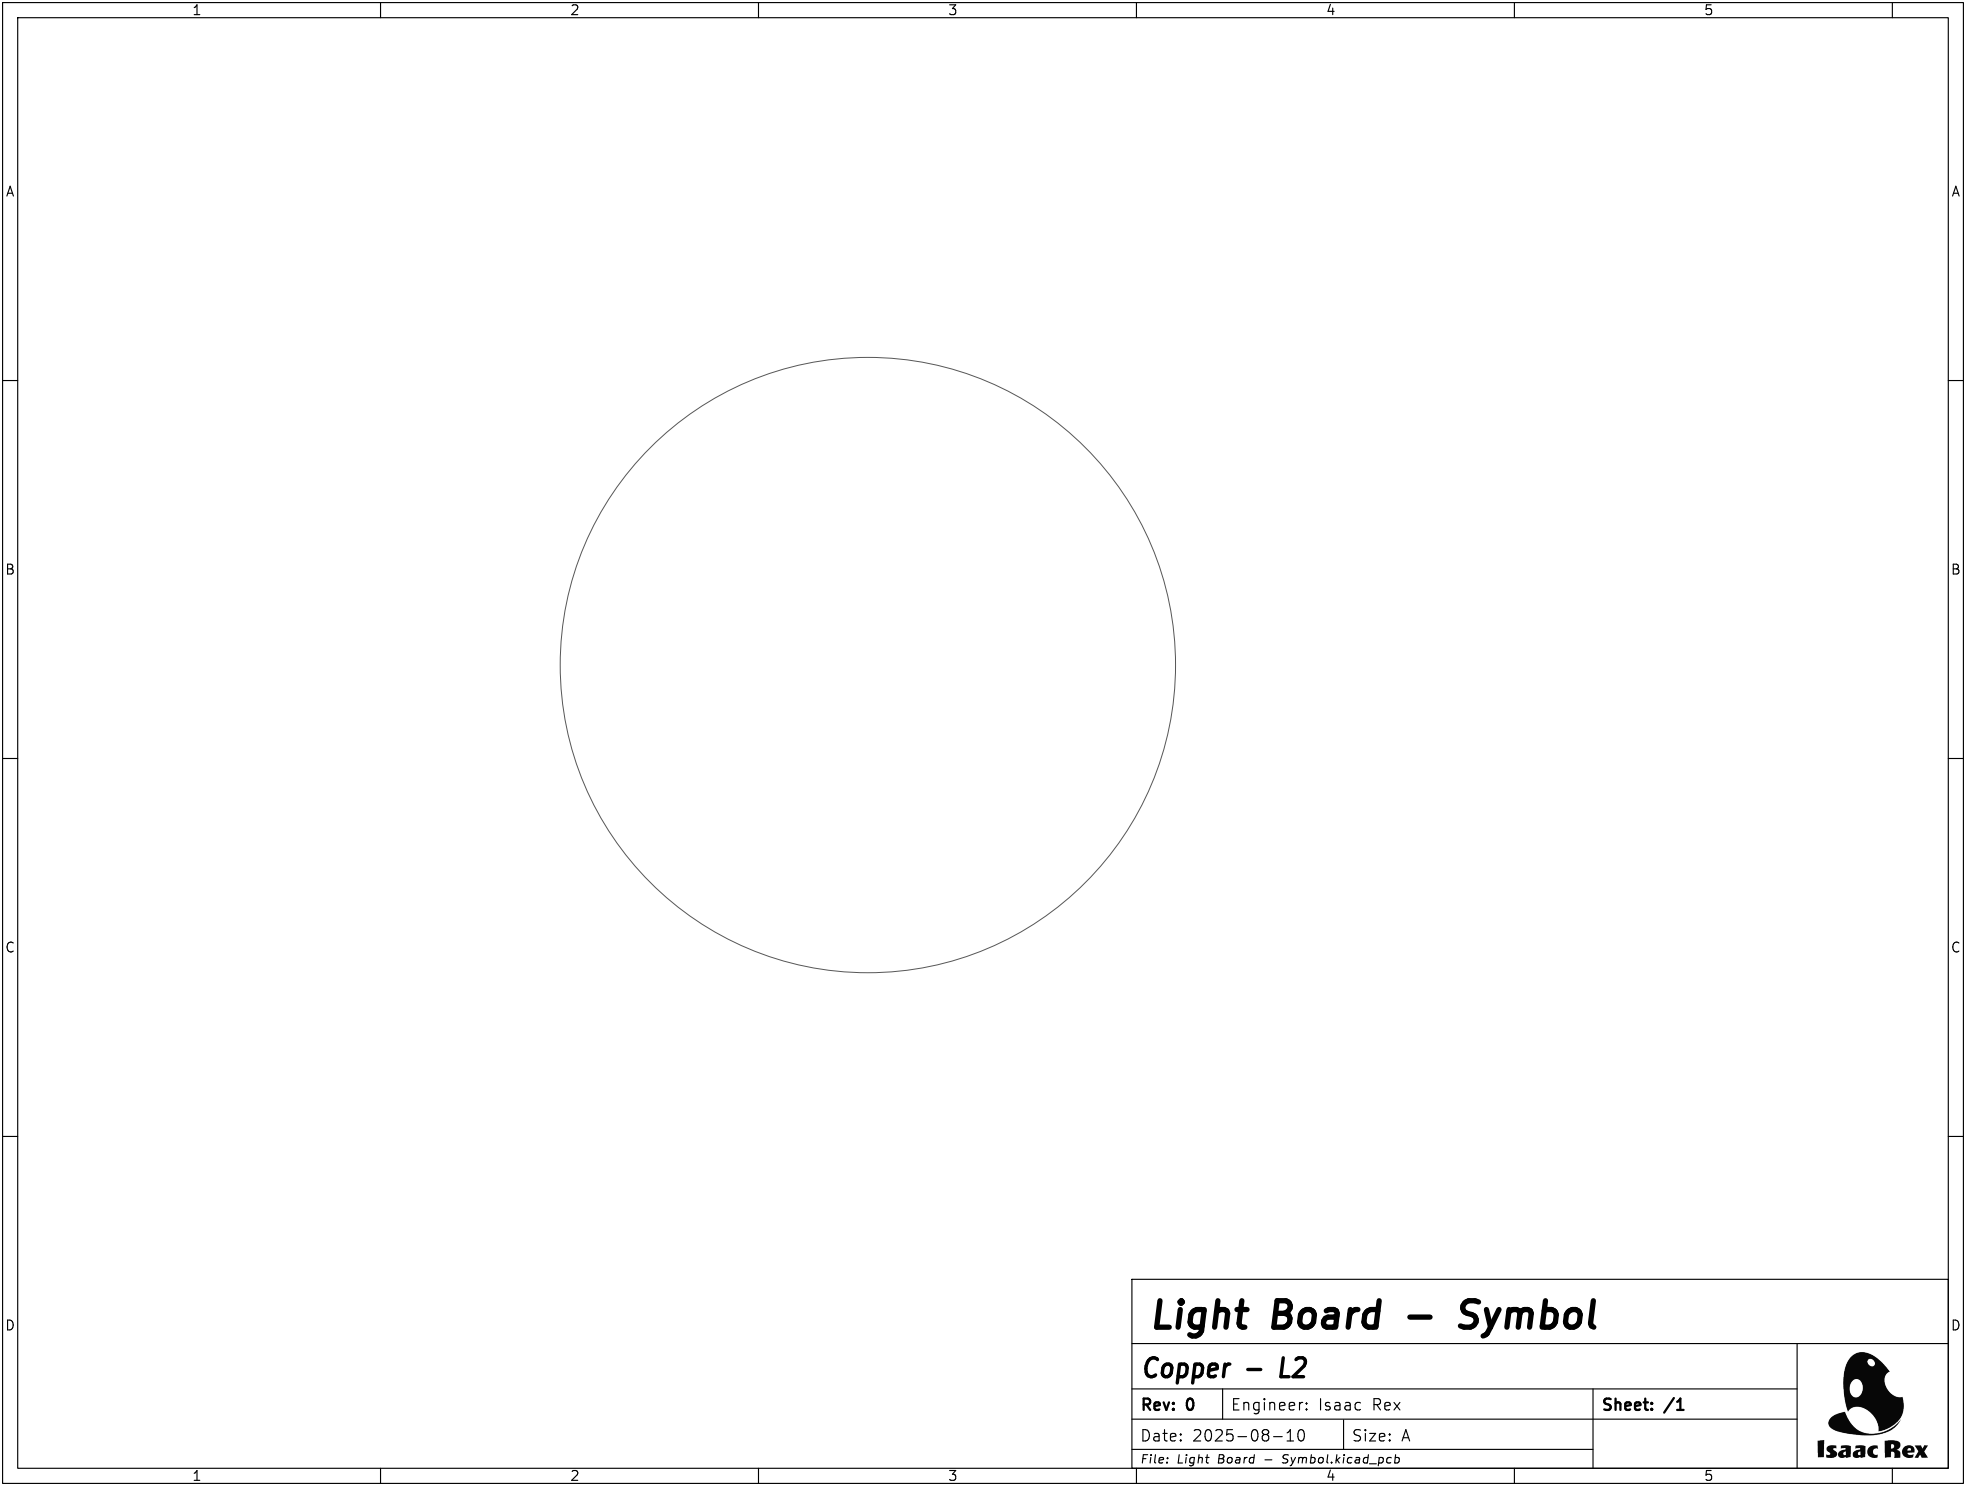 1 2 3 4 5
A A
B B
C C
D D
Light Board - Symbol
Copper - L2
Rev: 0 Engineer: Isaac Rex Sheet: /1
Date: 2025-08-10 Size: A
File: Light Board - Symbol.kicad_pcb
Isaac Rex
1 2 3 4 5